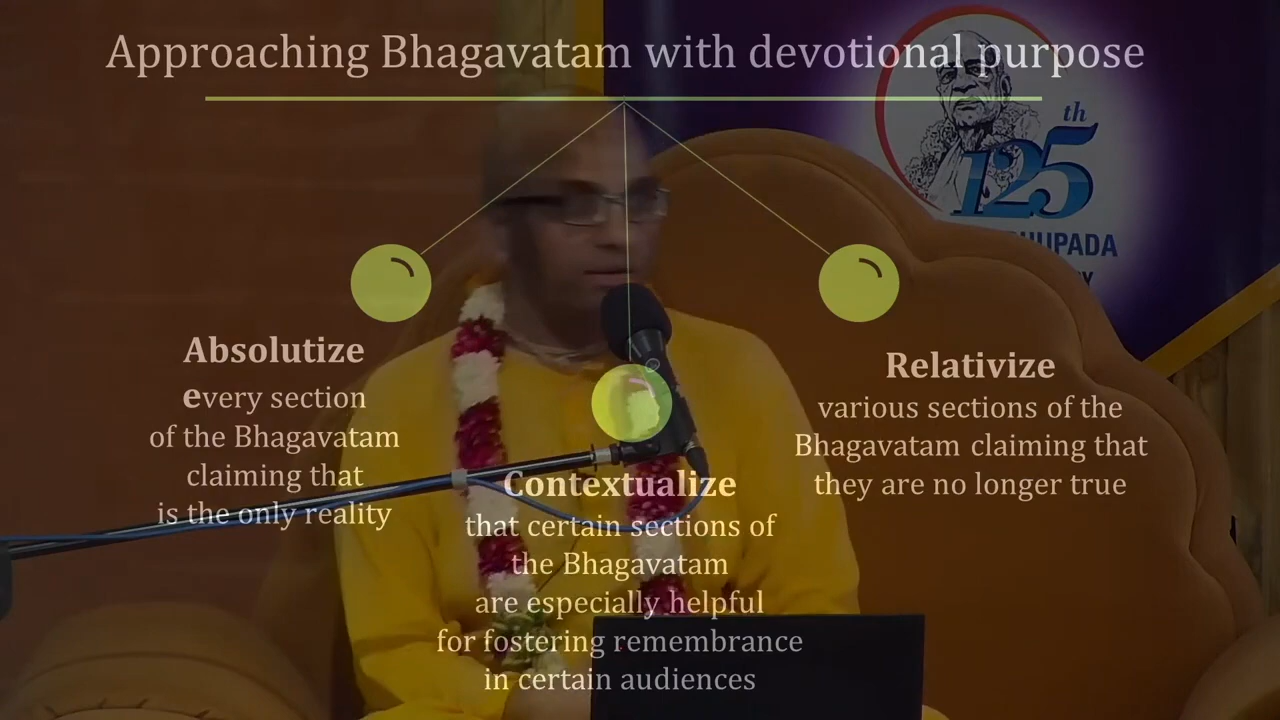 Approaching Bhagavatam with devotional purpose
th
125
Absolutize
every section
of the Bhagavatam
claiming that
is the only reality
Contextualize
that certain sections of
the Bhagavatam
are especially helpful
for fostering remembrance
in certain audiences
Relativize
various sections of the
Bhagavatam claiming that
they are no longer true